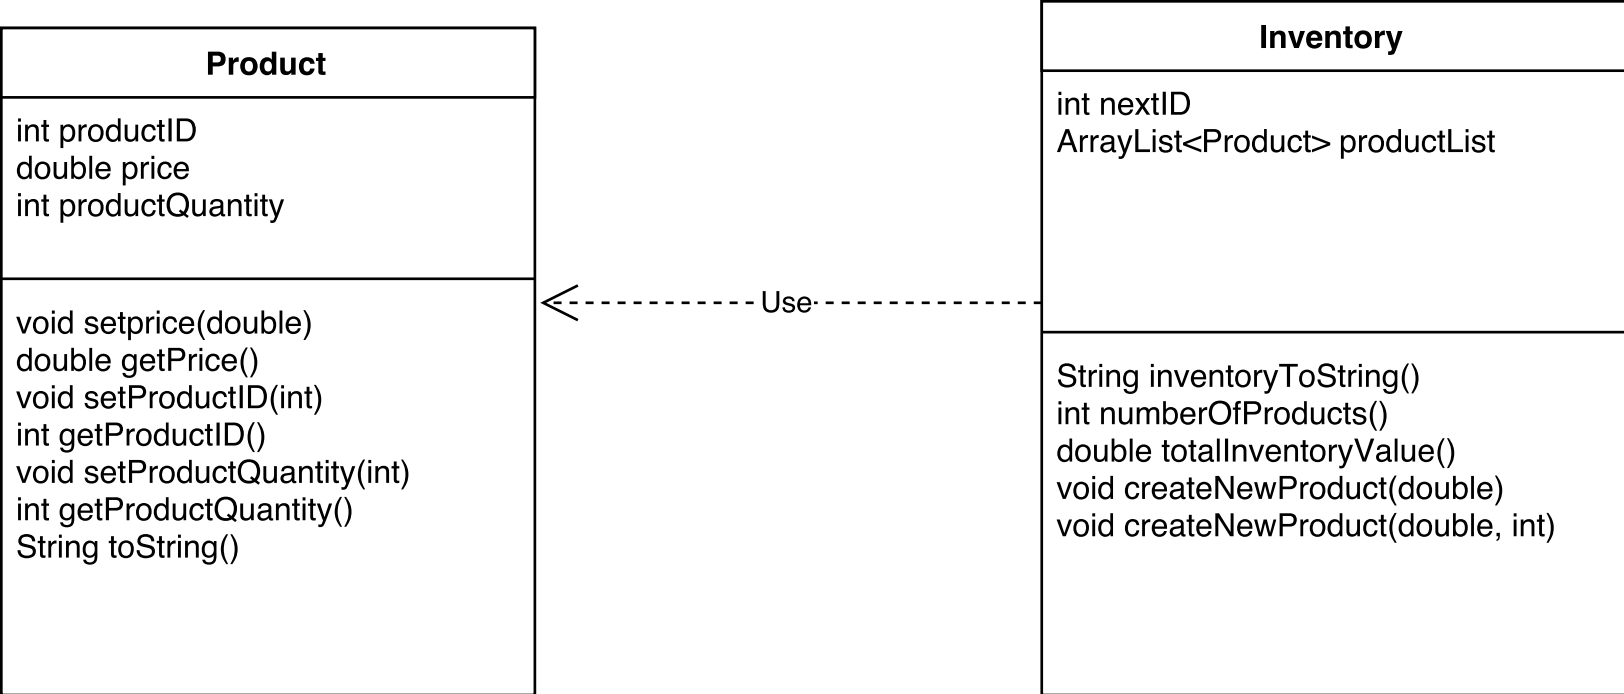 Product
int productID
double price
int productQuantity
void setprice(double)
double getPrice()
void setProductID(int)
int getProductID()
void setProductQuantity(int)
int getProductQuantity()
String toString()
Use
Inventory
int nextID
ArrayList<Product> productList
String inventoryToString()
int numberOfProducts()
double totalInventoryValue()
void createNewProduct(double)
void createNewProduct(double, int)